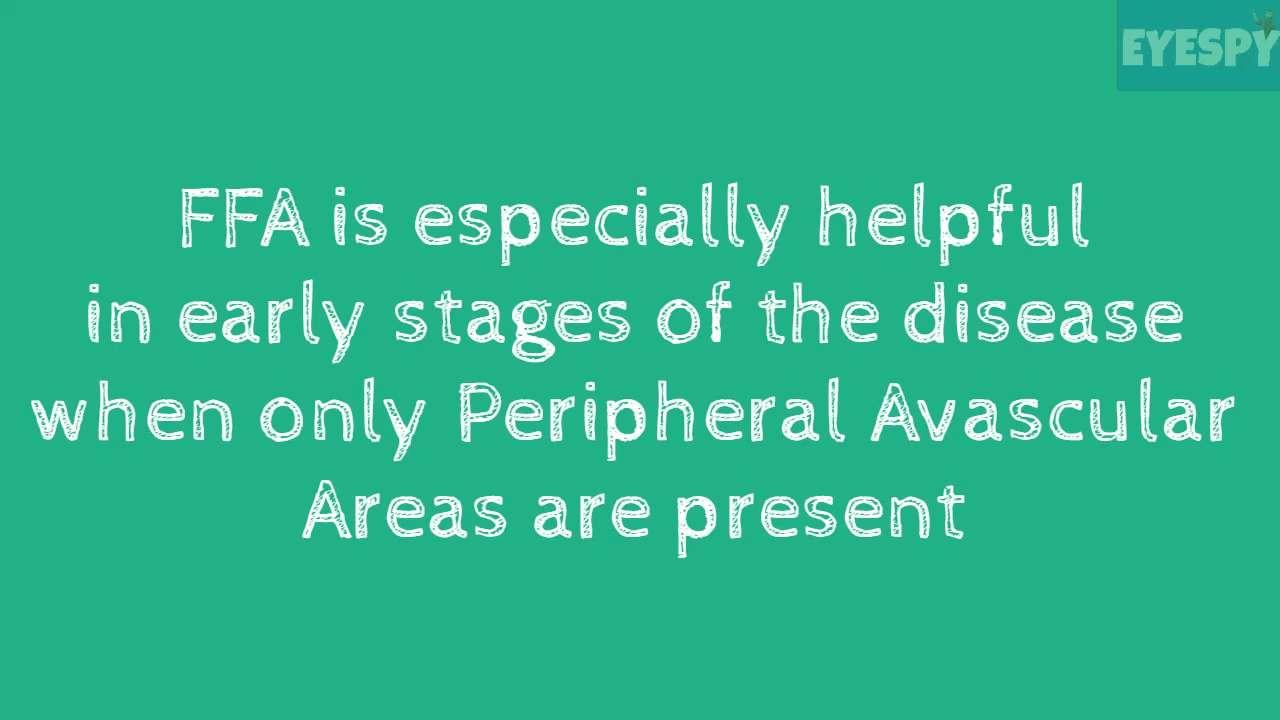 EYESPY
FFA is especially helpful
in early stages of the disease
when only Peripheral Avascular
Areas are present